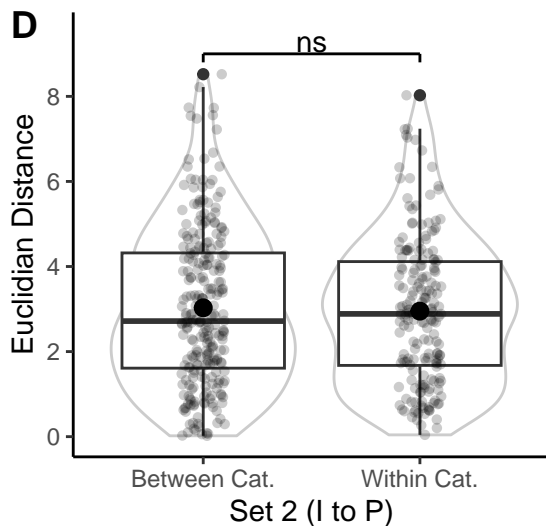 D
ns
Euclidian Distance
8
6
4
2
0
Between Cat.
Within Cat.
Set 2 (I to P)